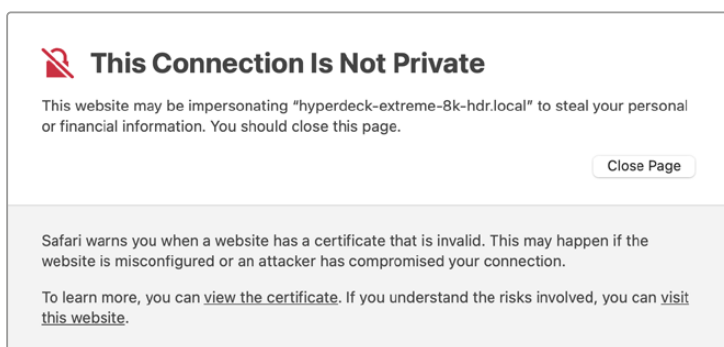 This Connection Is Not Private
This website may be impersonating “hyperdeck-extreme-8k-hdr.local” to steal your personal
or financial information. You should close this page.
Close Page
Safari warns you when a website has a certificate that is invalid. This may happen if the
website is misconfigured or an attacker has compromised your connection.
To learn more, you can view the certificate. If you understand the risks involved, you can visit
this website.